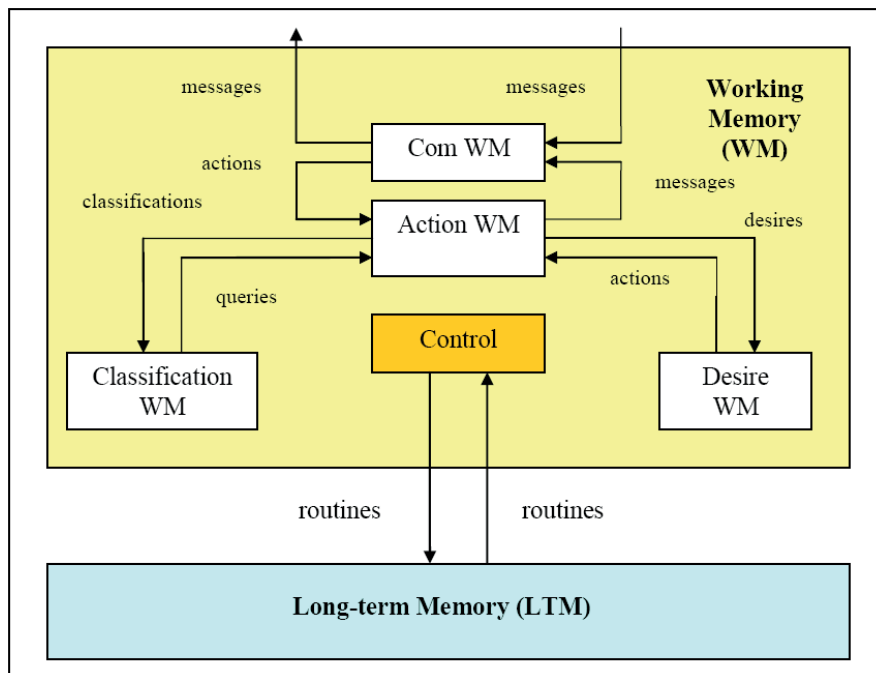 messages
messages
Working
Memory
(WM)
Com WM
actions
messages
classifications
Action WM
desires
queries
actions
Control
Classification
WM
Desire
WM
routines
routines
Long-term Memory (LTM)